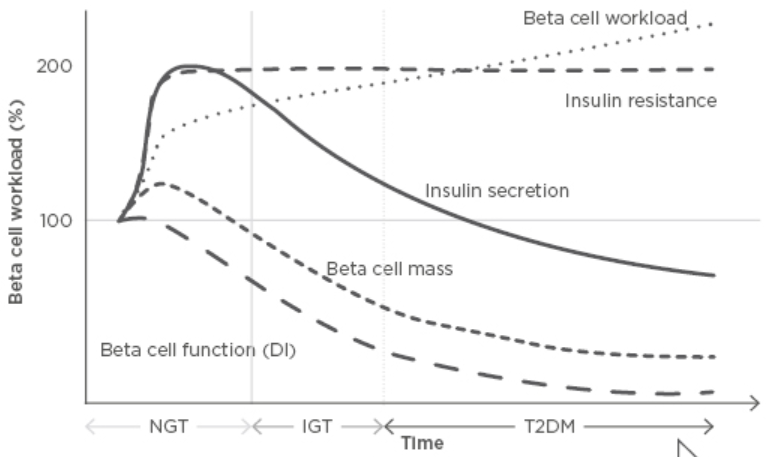 Beta cell workload
200
Insulin resistance
Beta cell workload (%)
Insulin secretion
100
Beta cell mass
Beta cell function (DI)
NGT
IGT
T2DM
Time